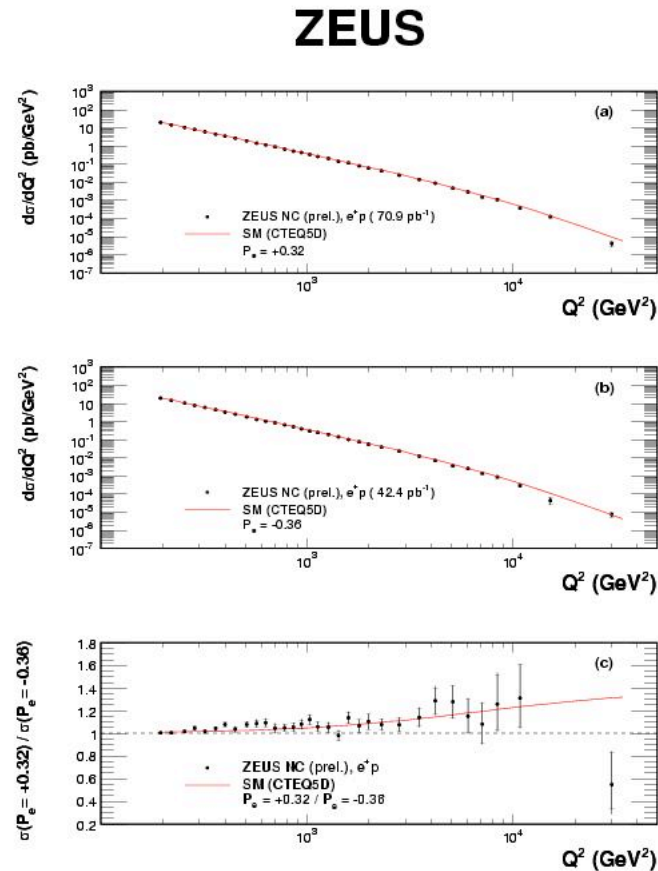 ZEUS
dσ/dQ² (pb/GeV²)
10³
10²
10
1
10⁻¹
10⁻²
10⁻³
10⁻⁴
10⁻⁵
10⁻⁶
10⁻⁷
(a)
ZEUS NC (prel.), e⁺p ( 70.9 pb⁻¹)
SM (CTEQ5D)
Pₑ = +0.32
10³
10⁴
Q² (GeV²)
dσ/dQ² (pb/GeV²)
10³
10²
10
1
10⁻¹
10⁻²
10⁻³
10⁻⁴
10⁻⁵
10⁻⁶
10⁻⁷
(b)
ZEUS NC (prel.), e⁺p ( 42.4 pb⁻¹)
SM (CTEQ5D)
Pₑ = -0.36
10³
10⁴
Q² (GeV²)
σ(Pₑ = +0.32) / σ(Pₑ = -0.36)
1.8
1.6
1.4
1.2
1
0.8
0.6
0.4
0.2
(c)
ZEUS NC (prel.), e⁺p
SM (CTEQ5D)
Pₑ = +0.32 / Pₑ = -0.36
10³
10⁴
Q² (GeV²)